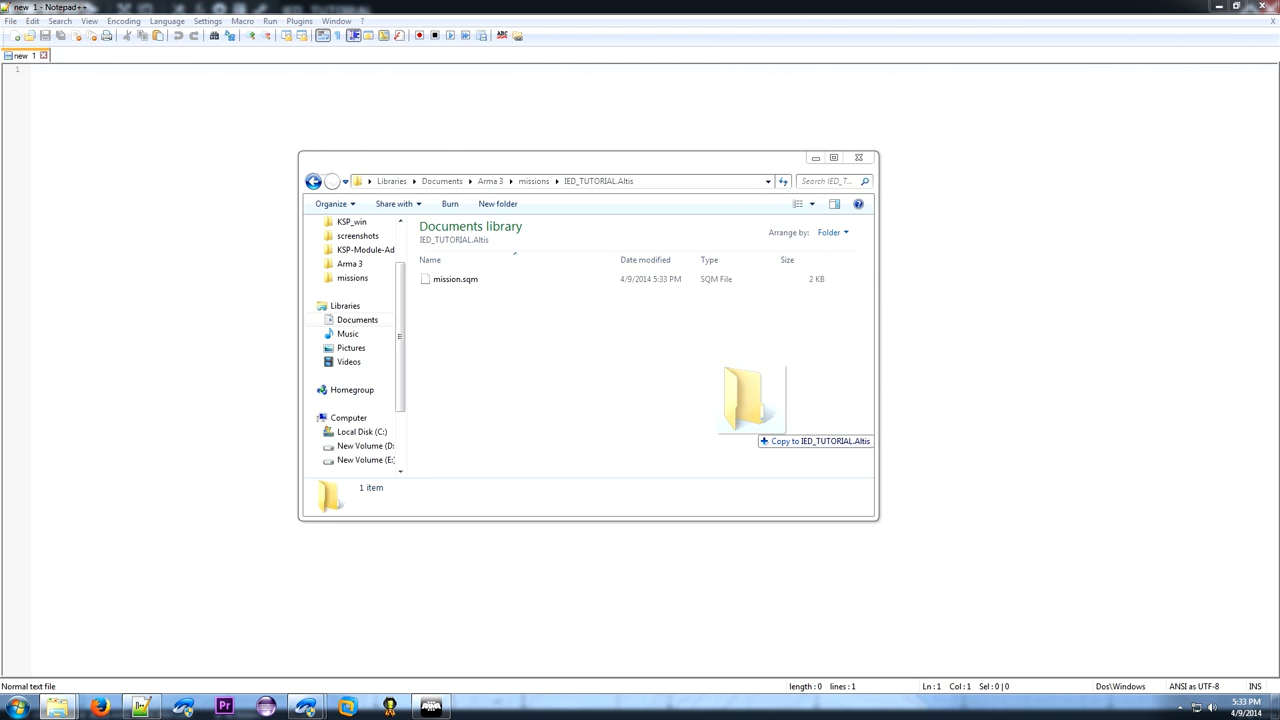 new 1 - Notepad++
File Edit Search View Encoding Language Settings Macro Run Plugins Window ? X
new 1
1
Libraries Documents Arma 3 missions IED_TUTORIAL.Altis Search IED_T...
Organize Share with Burn New folder
KSP_win
screenshots
KSP-Module-Ad
Arma 3
missions
Libraries
Documents
Music
Pictures
Videos
Homegroup
Computer
Local Disk (C:)
New Volume (D:
New Volume (E:)
Documents library
IED_TUTORIAL.Altis
Arrange by: Folder
Name Date modified Type Size
mission.sqm 4/9/2014 5:33 PM SQM File 2 KB
Copy to IED_TUTORIAL.Altis
1 item
Normal text file length : 0 lines : 1 Ln : 1 Col : 1 Sel : 0 | 0 Dos\Windows ANSI as UTF-8 INS
Pr
5:33 PM
4/9/2014